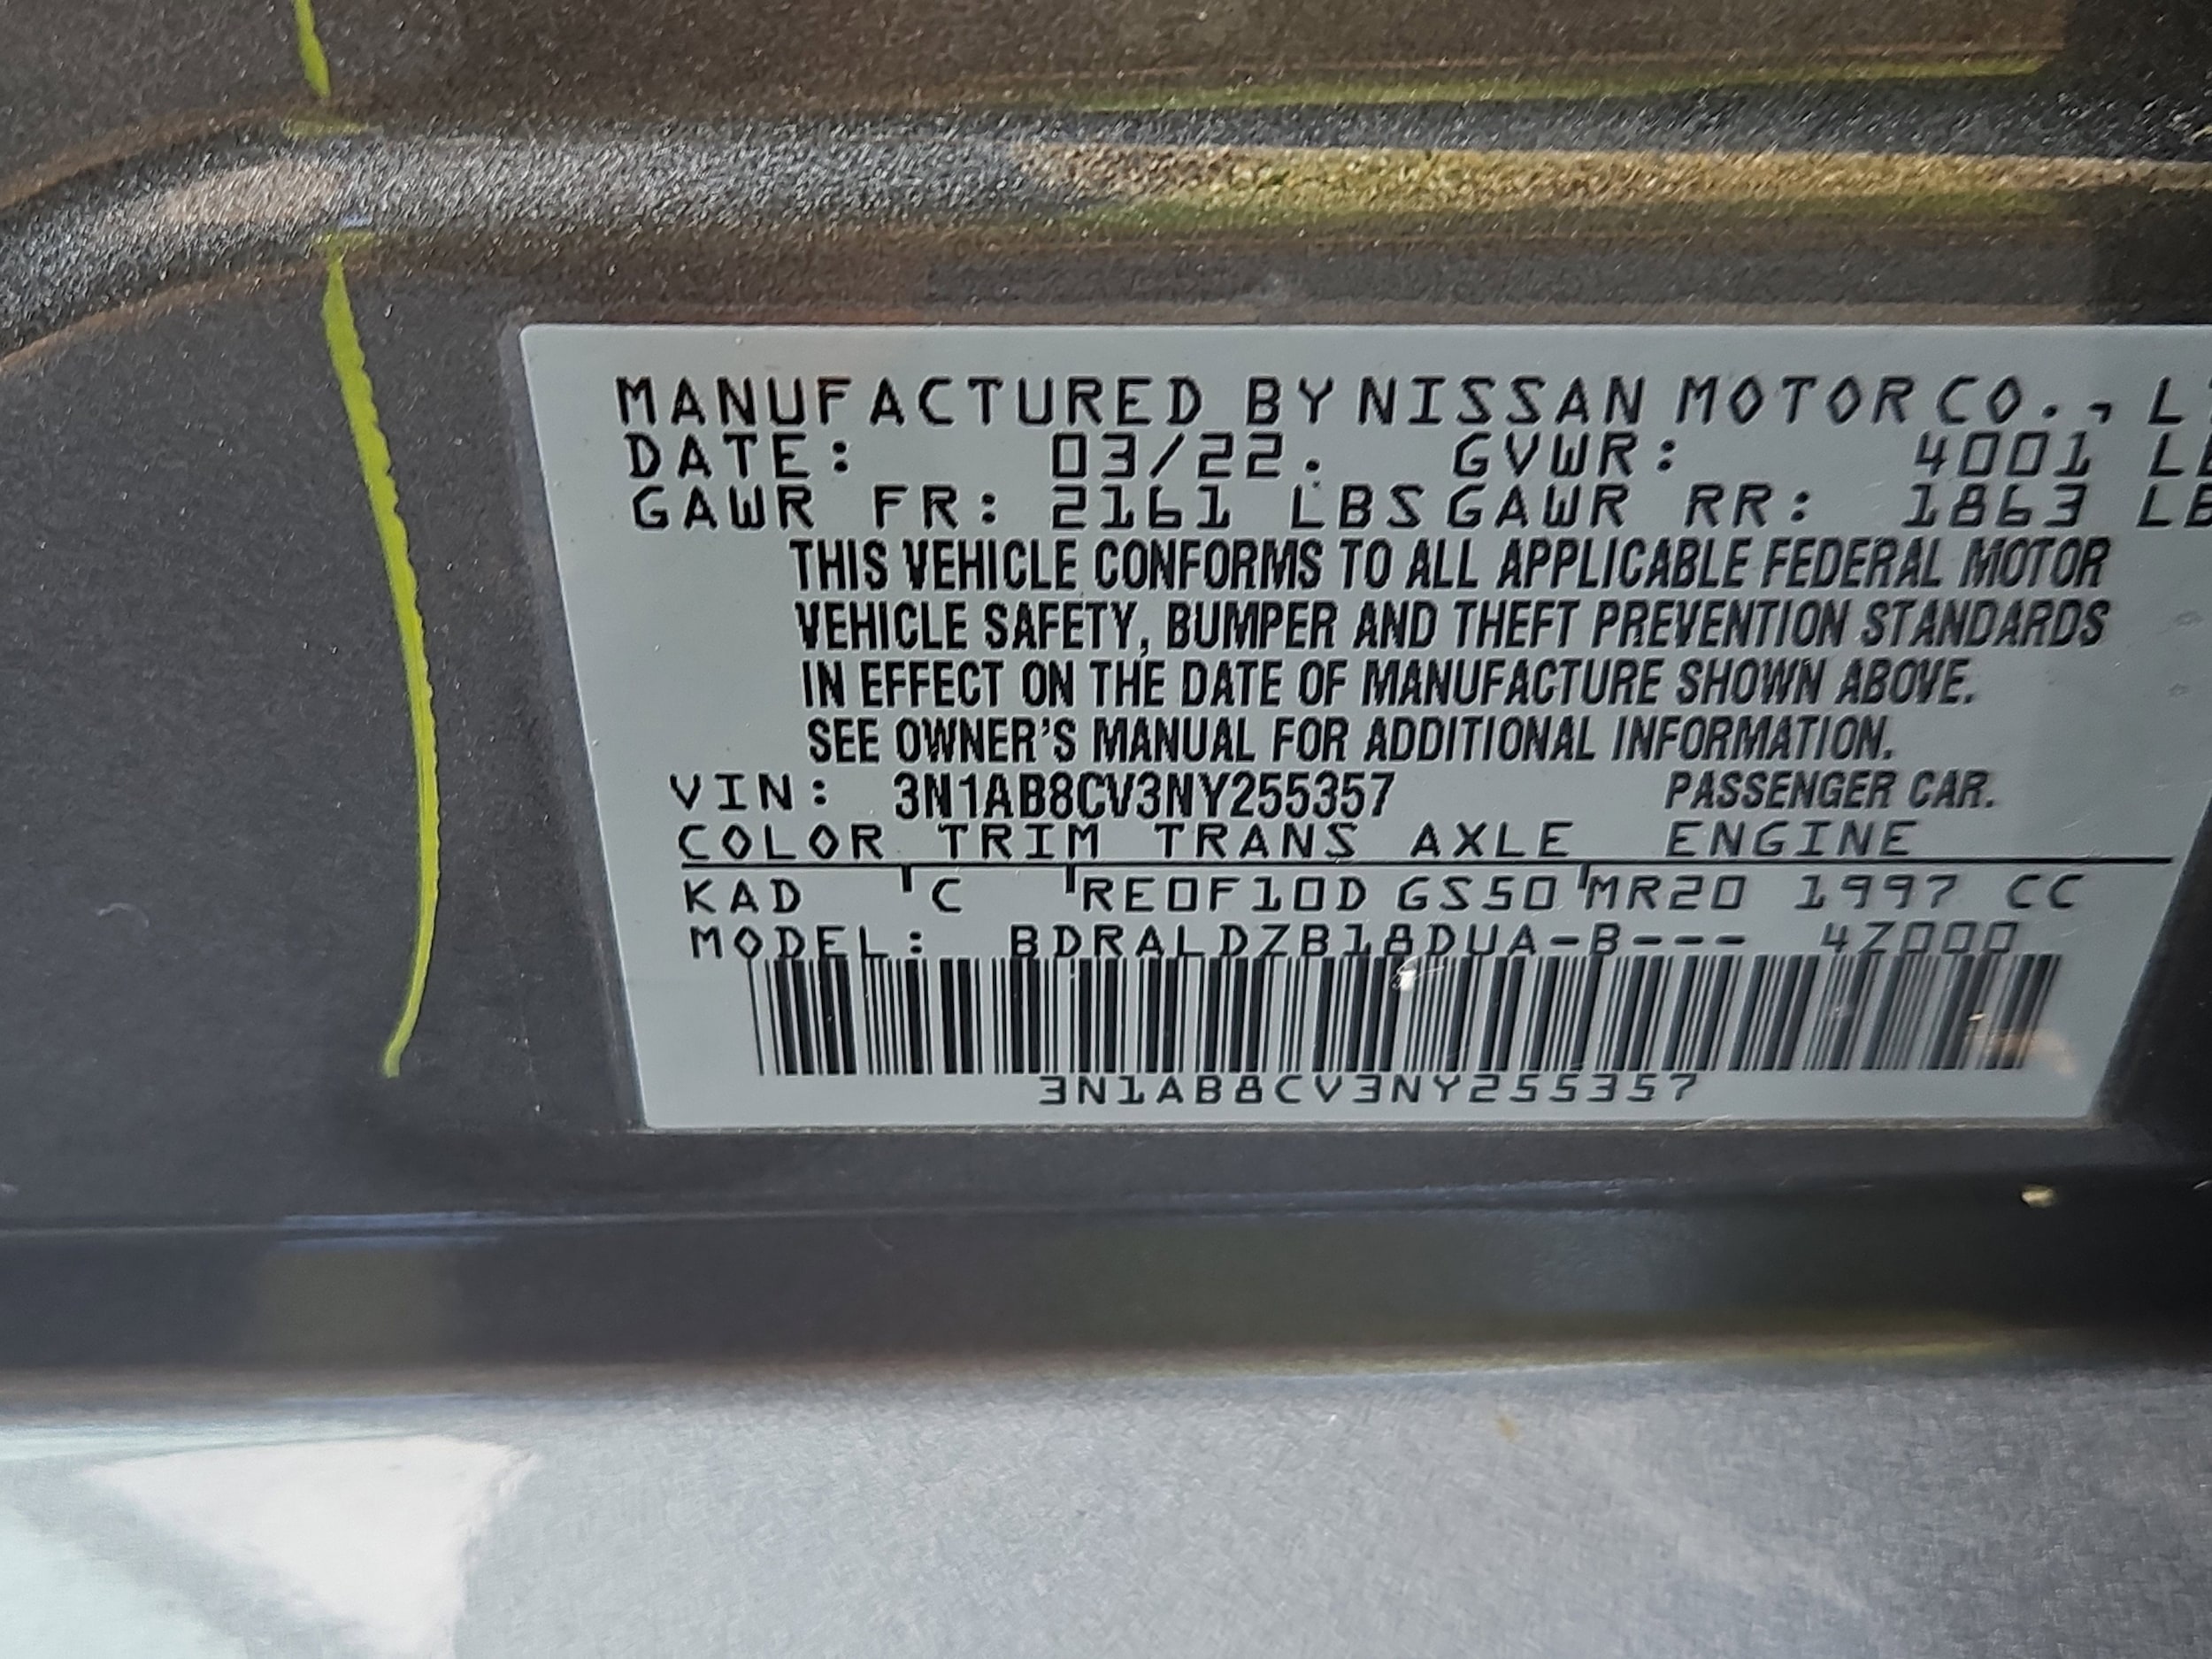 MANUFACTURED BY NISSAN MOTOR CO., L
DATE: 03/22. GVWR: 4001 L
GAWR FR: 2161 LBS GAWR RR: 1863 LB
THIS VEHICLE CONFORMS TO ALL APPLICABLE FEDERAL MOTOR
VEHICLE SAFETY, BUMPER AND THEFT PREVENTION STANDARDS
IN EFFECT ON THE DATE OF MANUFACTURE SHOWN ABOVE.
SEE OWNER'S MANUAL FOR ADDITIONAL INFORMATION.
VIN: 3N1AB8CV3NY255357 PASSENGER CAR.
COLOR TRIM TRANS AXLE ENGINE
KAD C RE0F10D GS50 MR20 1997 CC
MODEL: BDRALDZB18DUA-B--- 4Z000
3N1AB8CV3NY255357